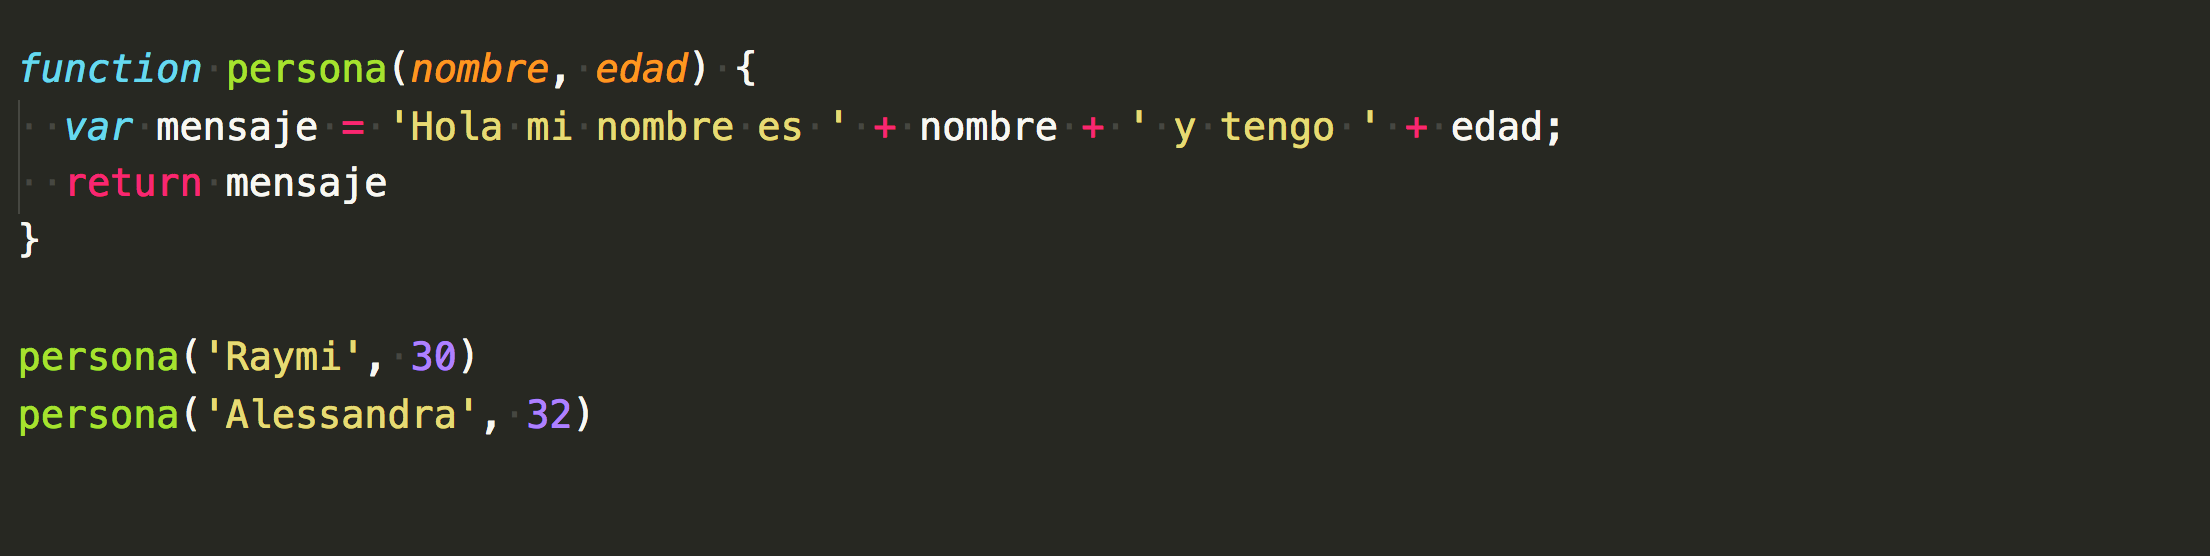 function persona(nombre, edad) {
  var mensaje = 'Hola mi nombre es ' + nombre + ' y tengo ' + edad;
  return mensaje
}
persona('Raymi', 30)
persona('Alessandra', 32)